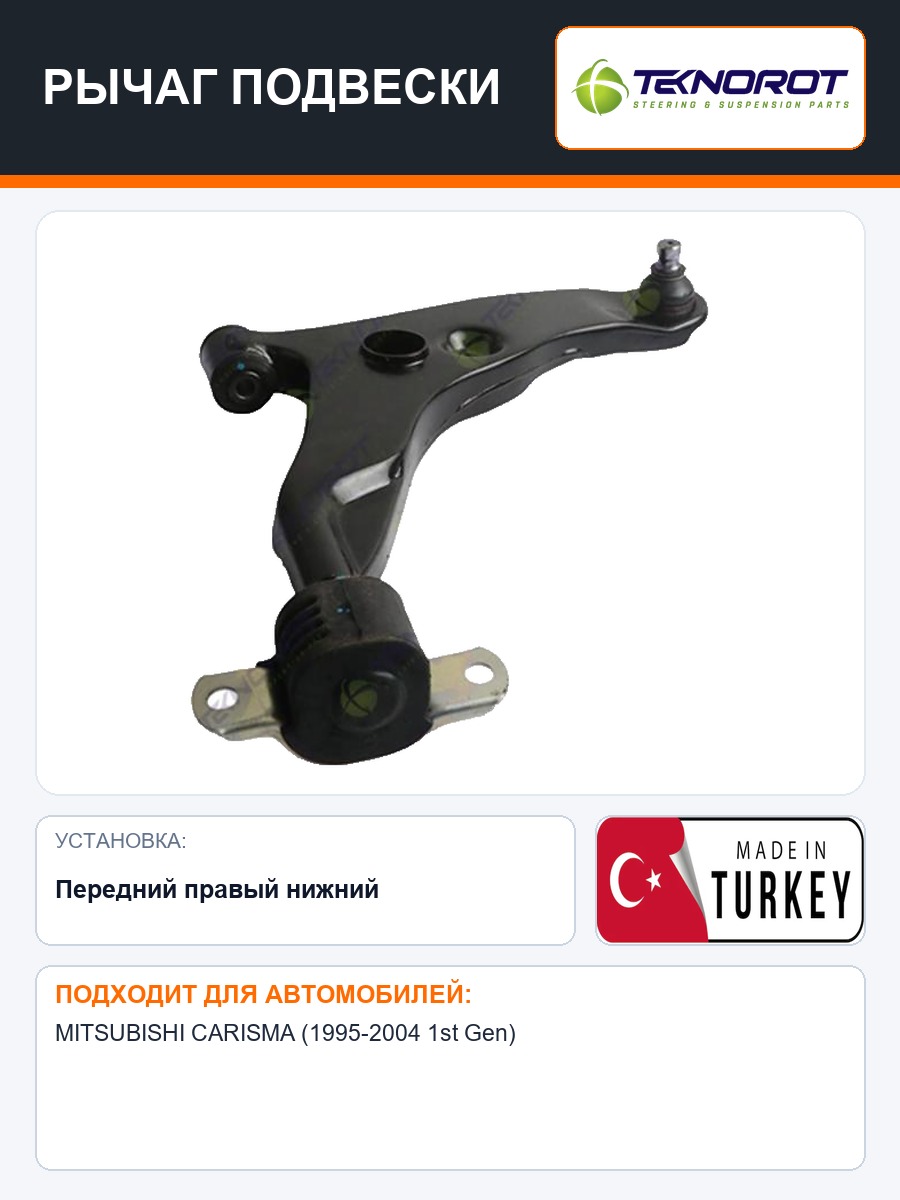 РЫЧАГ ПОДВЕСКИ
TEKNOROT
STEERING & SUSPENSION PARTS
УСТАНОВКА:
Передний правый нижний
MADE IN
TURKEY
ПОДХОДИТ ДЛЯ АВТОМОБИЛЕЙ:
MITSUBISHI CARISMA (1995-2004 1st Gen)